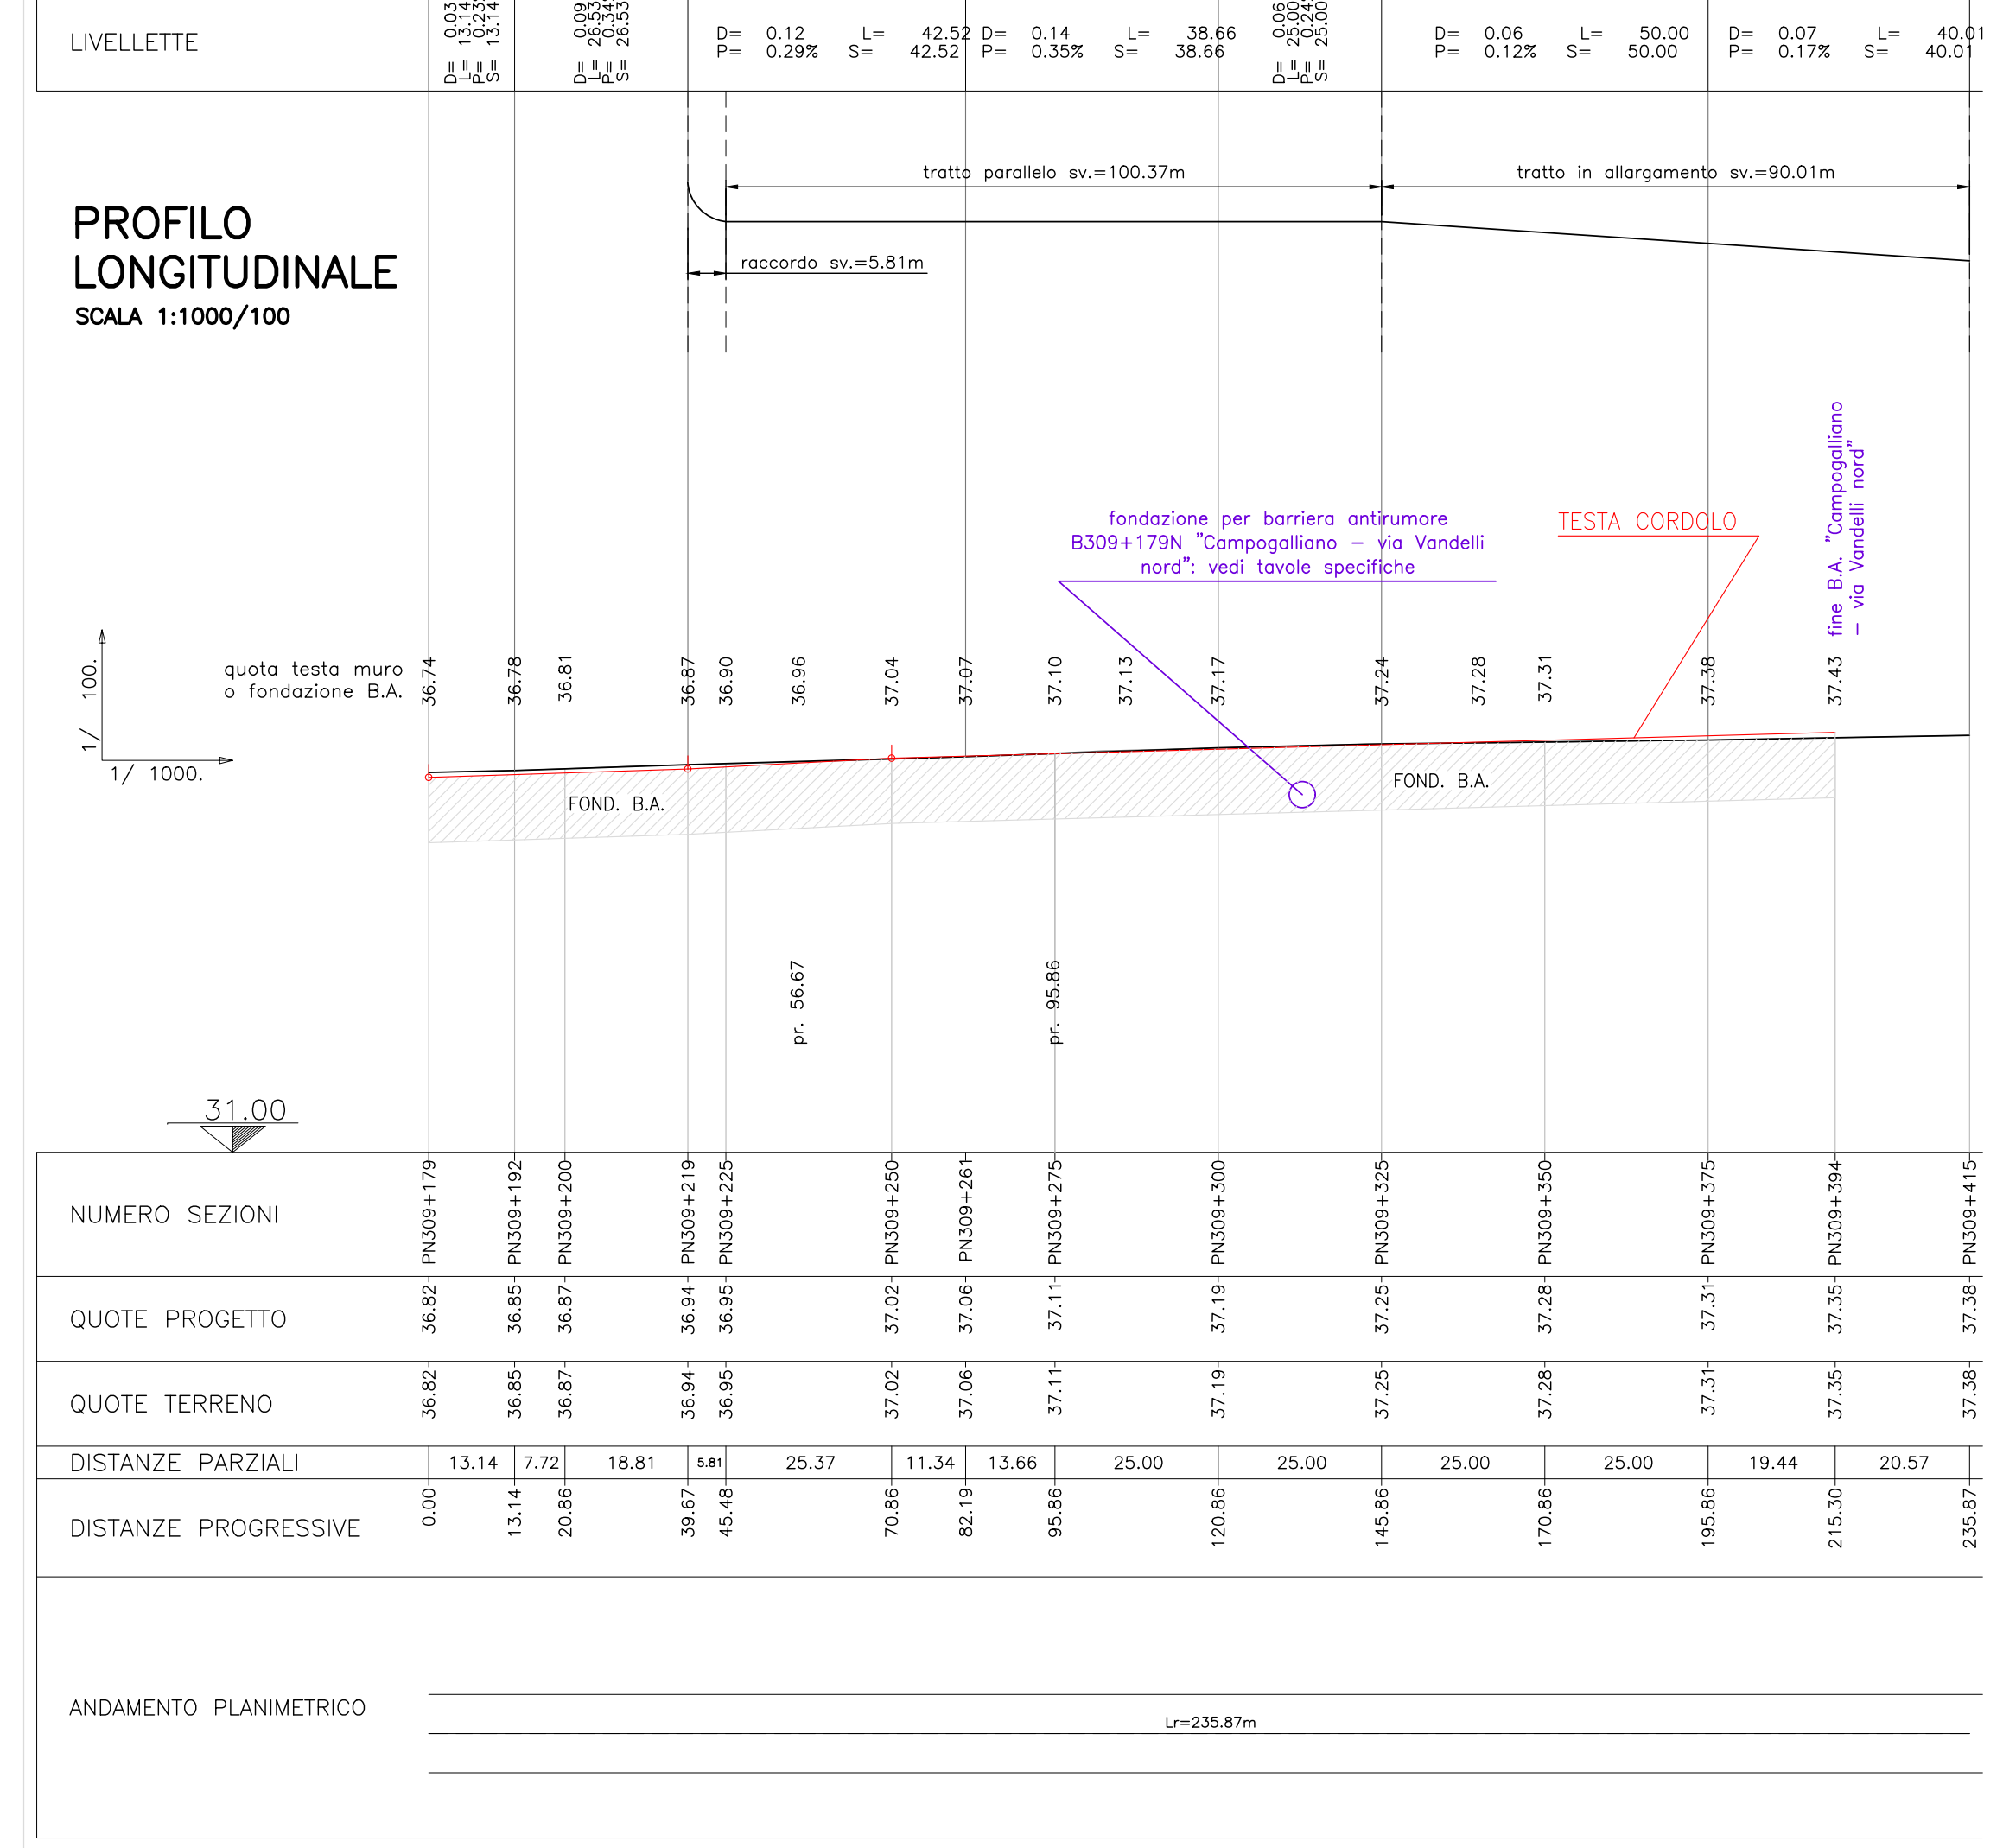 LIVELLETTE
D= 0.03
L= 13.14
S= 13.14
D= 0.09
L= 26.53
S= 26.53
D= 0.12 L= 42.52
P= 0.29% S= 42.52
D= 0.14 L= 38.66
P= 0.35% S= 38.66
D= 0.06
L= 25.00
S= 25.00
D= 0.06 L= 50.00
P= 0.12% S= 50.00
D= 0.07 L= 40.01
P= 0.17% S= 40.01
tratto parallelo sv.=100.37m
tratto in allargamento sv.=90.01m
raccordo sv.=5.81m
PROFILO
LONGITUDINALE
SCALA 1:1000/100
fondazione per barriera antirumore
B309+179N "Campogalliano – via Vandelli
nord": vedi tavole specifiche
TESTA CORDOLO
fine B.A. "Campogalliano
– via Vandelli nord"
1/ 100.
1/ 1000.
quota testa muro
o fondazione B.A.
36.74 36.78 36.81 36.87 36.90 36.96 37.04 37.07 37.10 37.13 37.17 37.24 37.28 37.31 37.38 37.43
FOND. B.A.
FOND. B.A.
pr. 56.67
pr. 95.86
31.00
NUMERO SEZIONI
PN309+179 PN309+192 PN309+200 PN309+219 PN309+225 PN309+250 PN309+261 PN309+275 PN309+300 PN309+325 PN309+350 PN309+375 PN309+394 PN309+415
QUOTE PROGETTO
36.82 36.85 36.87 36.94 36.95 37.02 37.06 37.11 37.19 37.25 37.28 37.31 37.35 37.38
QUOTE TERRENO
36.82 36.85 36.87 36.94 36.95 37.02 37.06 37.11 37.19 37.25 37.28 37.31 37.35 37.38
DISTANZE PARZIALI
13.14 7.72 18.81 5.81 25.37 11.34 13.66 25.00 25.00 25.00 25.00 19.44 20.57
DISTANZE PROGRESSIVE
0.00 13.14 20.86 39.67 45.48 70.86 82.19 95.86 120.86 145.86 170.86 195.86 215.30 235.87
ANDAMENTO PLANIMETRICO
Lr=235.87m